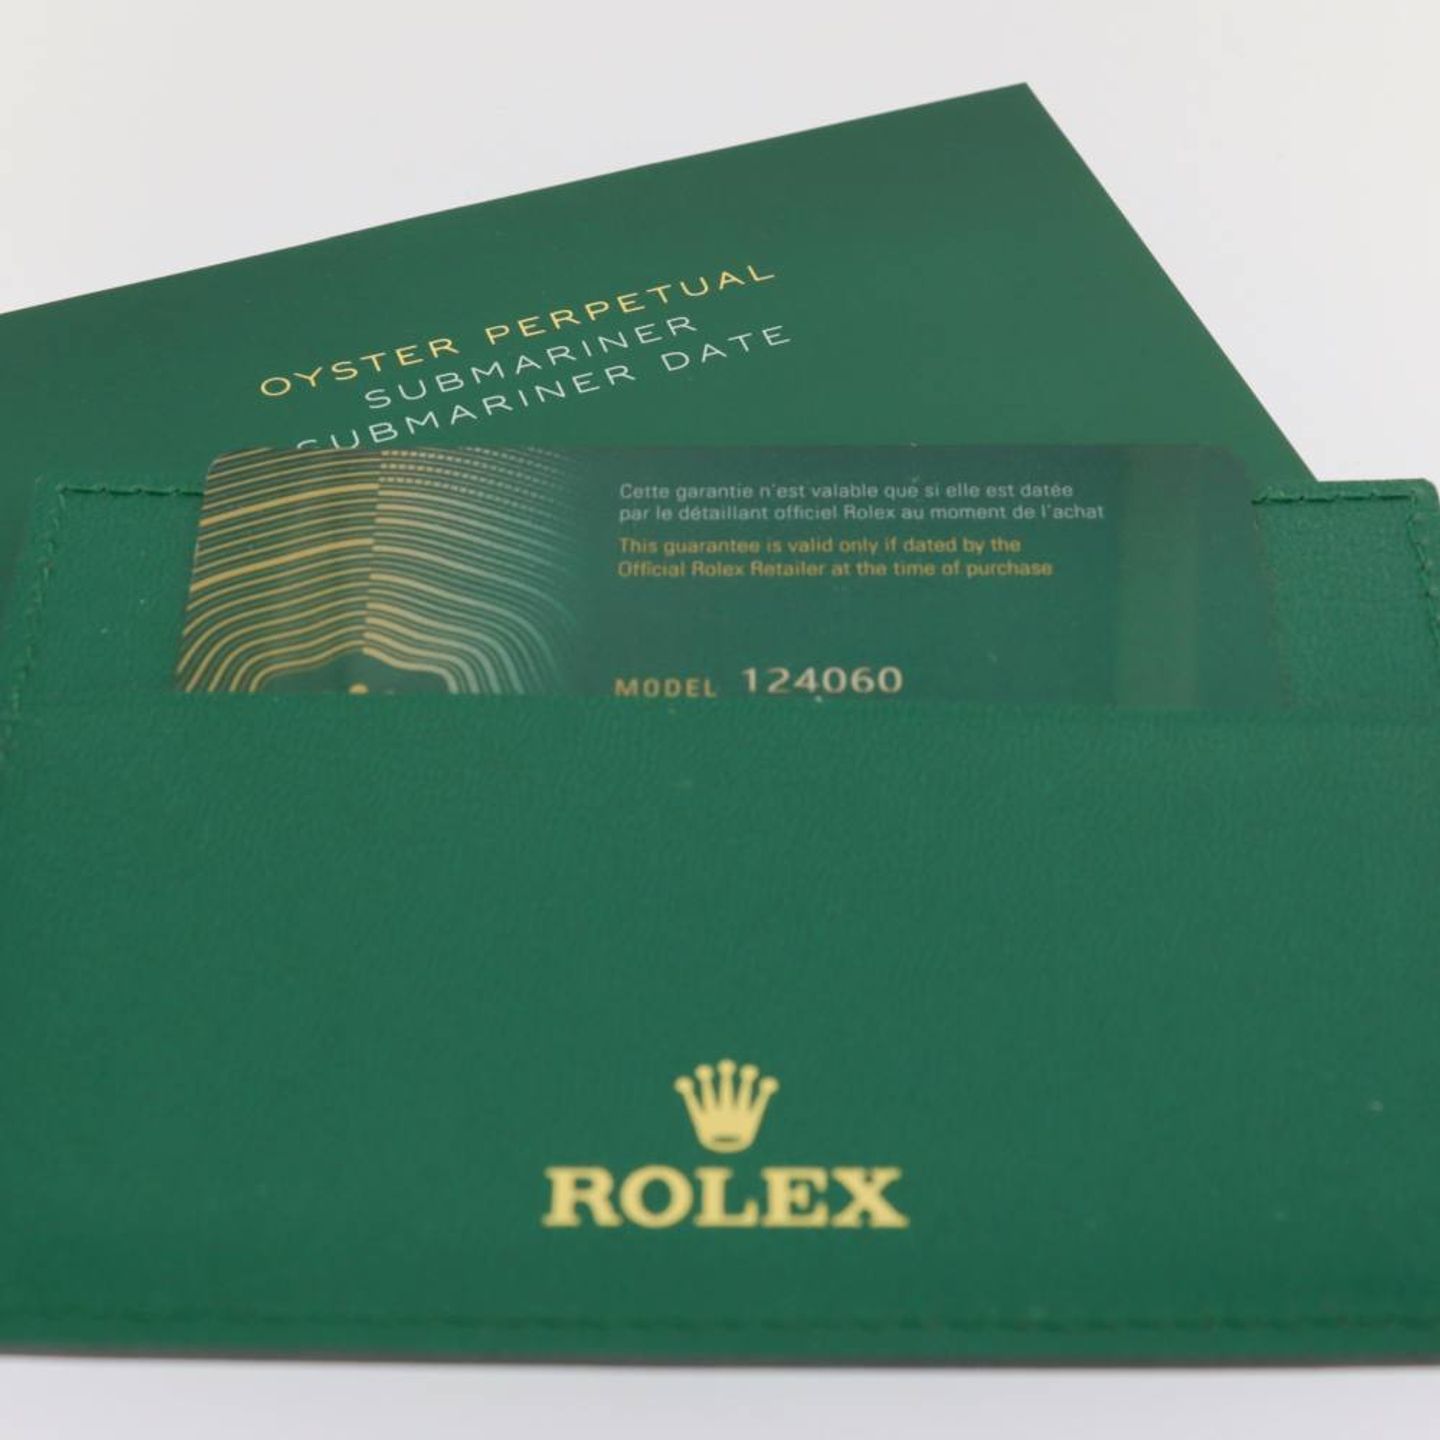 OYSTER PERPETUAL
SUBMARINER
SUBMARINER DATE
Cette garantie n'est valable que si elle est datée
par le détaillant officiel Rolex au moment de l'achat
This guarantee is valid only if dated by the
Official Rolex Retailer at the time of purchase
MODEL 124060
ROLEX